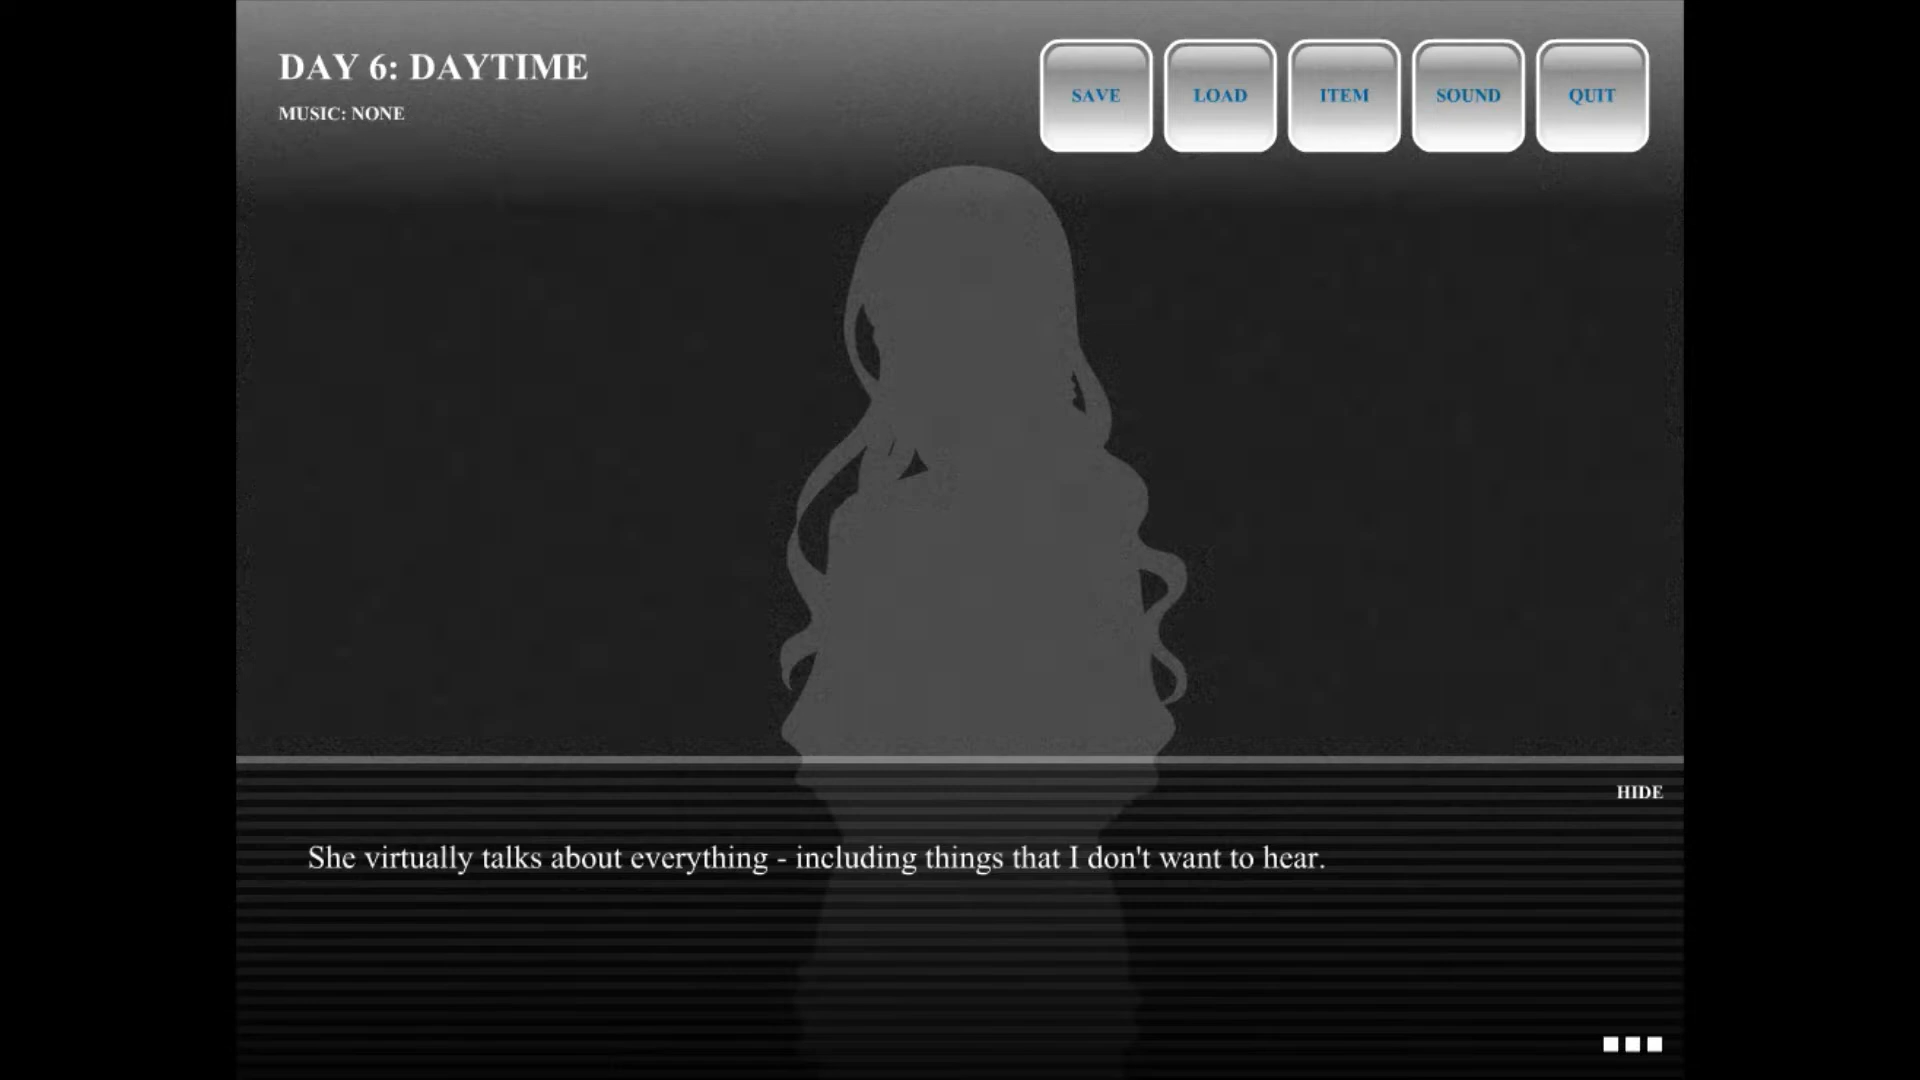 DAY 6: DAYTIME
MUSIC: NONE
SAVE
LOAD
ITEM
SOUND
QUIT
HIDE
She virtually talks about everything - including things that I don't want to hear.